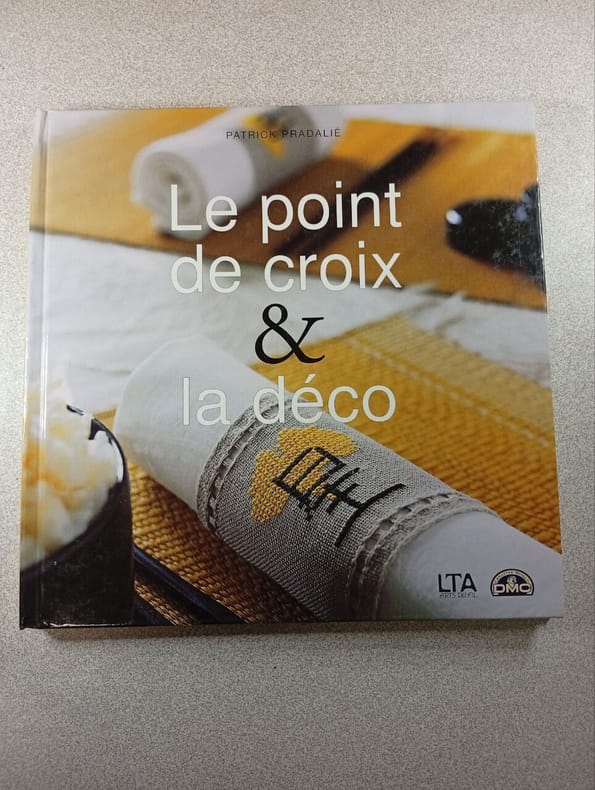 PATRICK PRADALIÉ
Le point
de croix
&
la déco
LTA
ARTS DU FIL
DMC